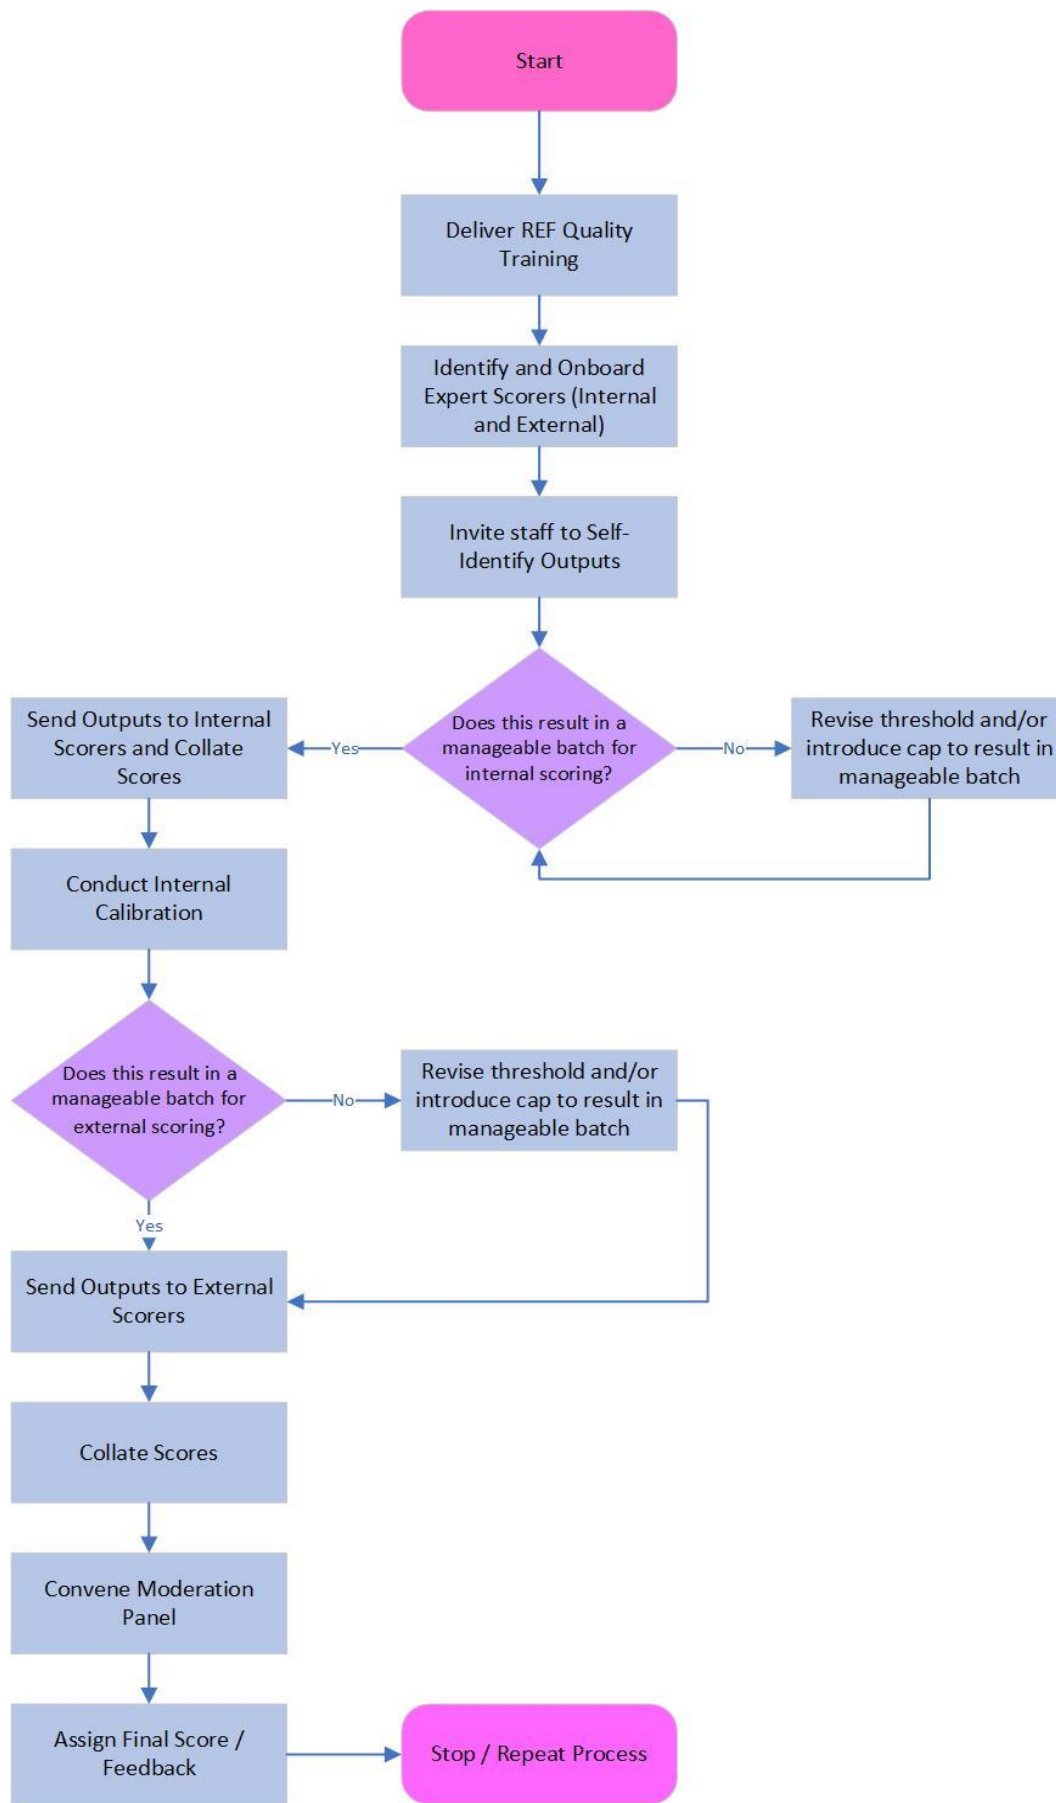 Start
Deliver REF Quality
Training
Identify and Onboard
Expert Scorers (Internal
and External)
Invite staff to Self-
Identify Outputs
Does this result in a
manageable batch for
internal scoring?
Yes
No
Send Outputs to Internal
Scorers and Collate
Scores
Revise threshold and/or
introduce cap to result in
manageable batch
Conduct Internal
Calibration
Does this result in a
manageable batch for
external scoring?
No
Revise threshold and/or
introduce cap to result in
manageable batch
Yes
Send Outputs to External
Scorers
Collate Scores
Convene Moderation
Panel
Assign Final Score /
Feedback
Stop / Repeat Process